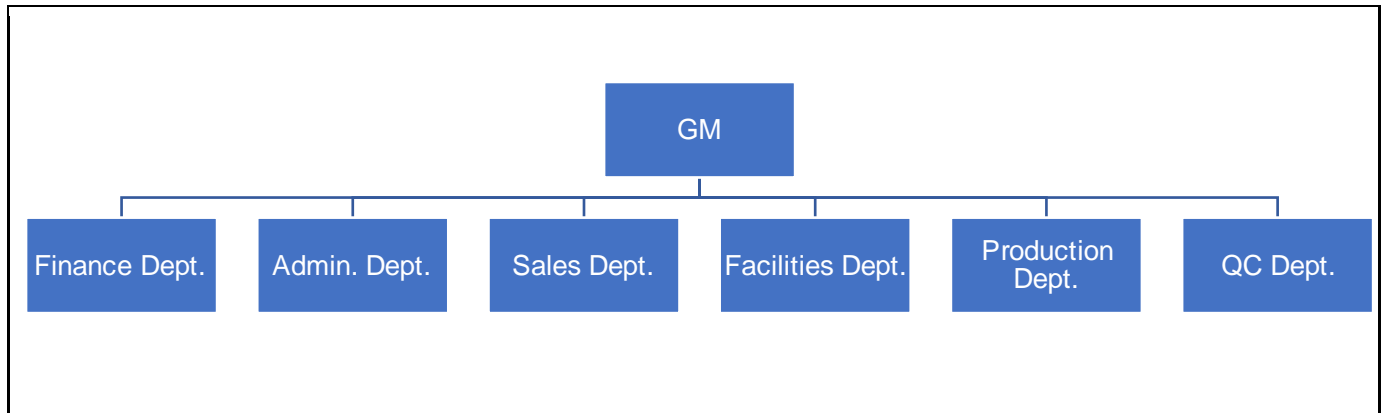 GM
Finance Dept.
Admin. Dept.
Sales Dept.
Facilities Dept.
Production
Dept.
QC Dept.